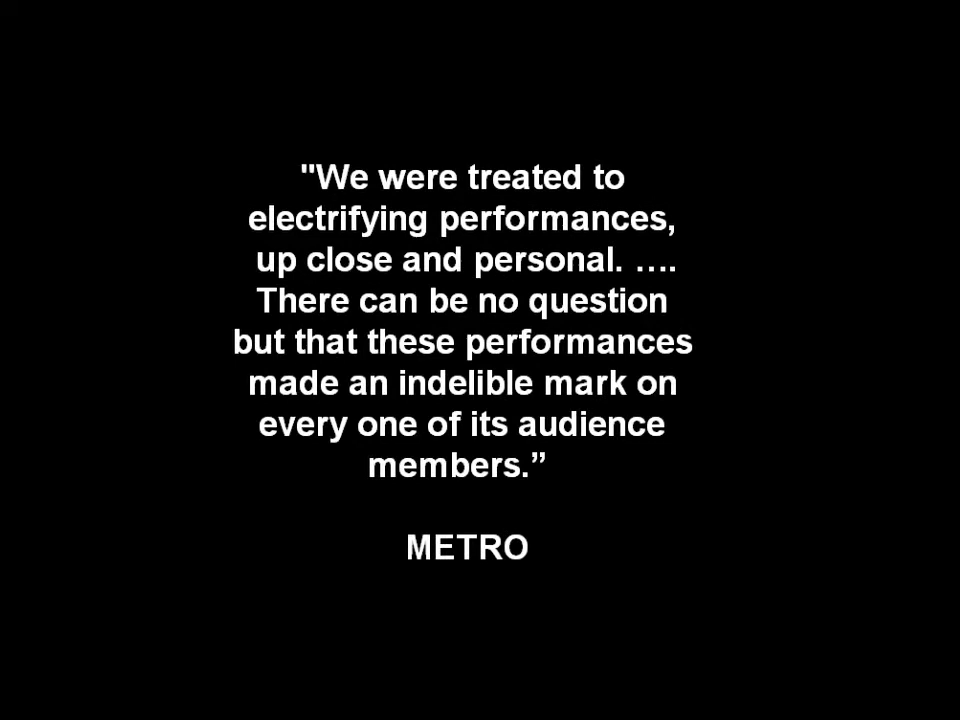 "We were treated to
electrifying performances,
up close and personal. ….
There can be no question
but that these performances
made an indelible mark on
every one of its audience
members.”
METRO